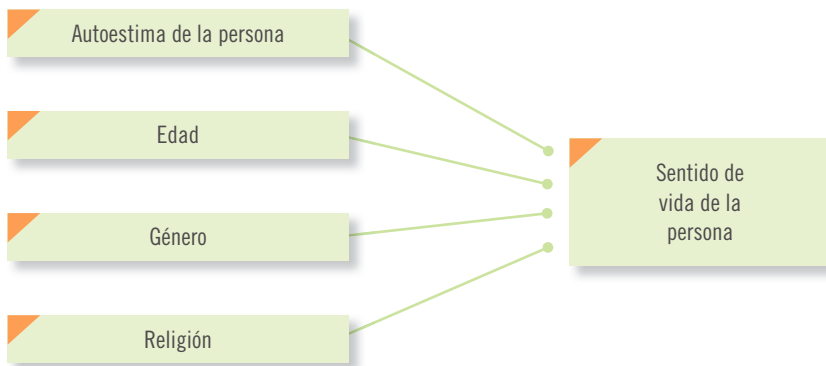 Autoestima de la persona
Edad
Género
Religión
Sentido de
vida de la
persona